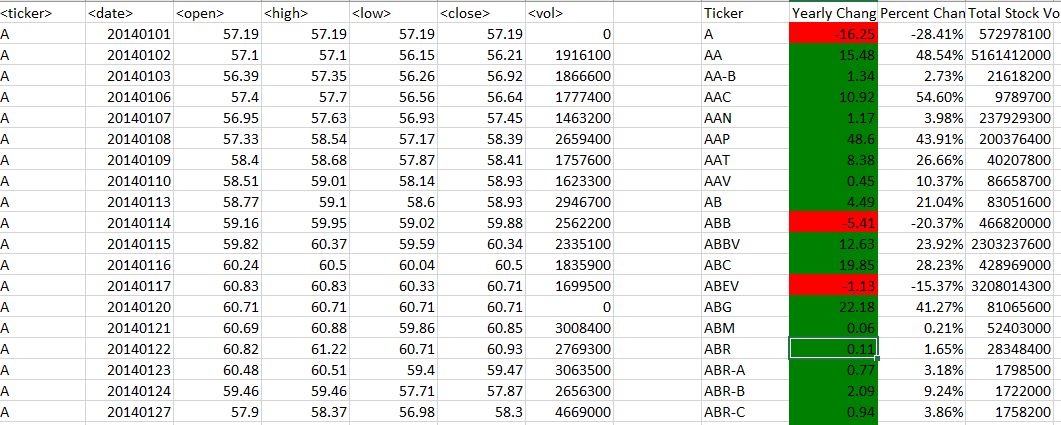 <ticker> <date> <open> <high> <low> <close> <vol> Ticker Yearly Chang Percent Chan Total Stock Vo
A 20140101 57.19 57.19 57.19 57.19 0 A -16.25 -28.41% 572978100
A 20140102 57.1 57.1 56.15 56.21 1916100 AA 15.48 48.54% 5161412000
A 20140103 56.39 57.35 56.26 56.92 1866600 AA-B 1.34 2.73% 21618200
A 20140106 57.4 57.7 56.56 56.64 1777400 AAC 10.92 54.60% 9789700
A 20140107 56.95 57.63 56.93 57.45 1463200 AAN 1.17 3.98% 237929300
A 20140108 57.33 58.54 57.17 58.39 2659400 AAP 48.6 43.91% 200376400
A 20140109 58.4 58.68 57.87 58.41 1757600 AAT 8.38 26.66% 40207800
A 20140110 58.51 59.01 58.14 58.93 1623300 AAV 0.45 10.37% 86658700
A 20140113 58.77 59.1 58.6 58.93 2946700 AB 4.49 21.04% 83051600
A 20140114 59.16 59.95 59.02 59.88 2562200 ABB -5.41 -20.37% 466820000
A 20140115 59.82 60.37 59.59 60.34 2335100 ABBV 12.63 23.92% 2303237600
A 20140116 60.24 60.5 60.04 60.5 1835900 ABC 19.85 28.23% 428969000
A 20140117 60.83 60.83 60.33 60.71 1699500 ABEV -1.13 -15.37% 3208014300
A 20140120 60.71 60.71 60.71 60.71 0 ABG 22.18 41.27% 81065600
A 20140121 60.69 60.88 59.86 60.85 3008400 ABM 0.06 0.21% 52403000
A 20140122 60.82 61.22 60.71 60.93 2769300 ABR 0.11 1.65% 28348400
A 20140123 60.48 60.51 59.4 59.47 3063500 ABR-A 0.77 3.18% 1798500
A 20140124 59.46 59.46 57.71 57.87 2656300 ABR-B 2.09 9.24% 1722000
A 20140127 57.9 58.37 56.98 58.3 4669000 ABR-C 0.94 3.86% 1758200